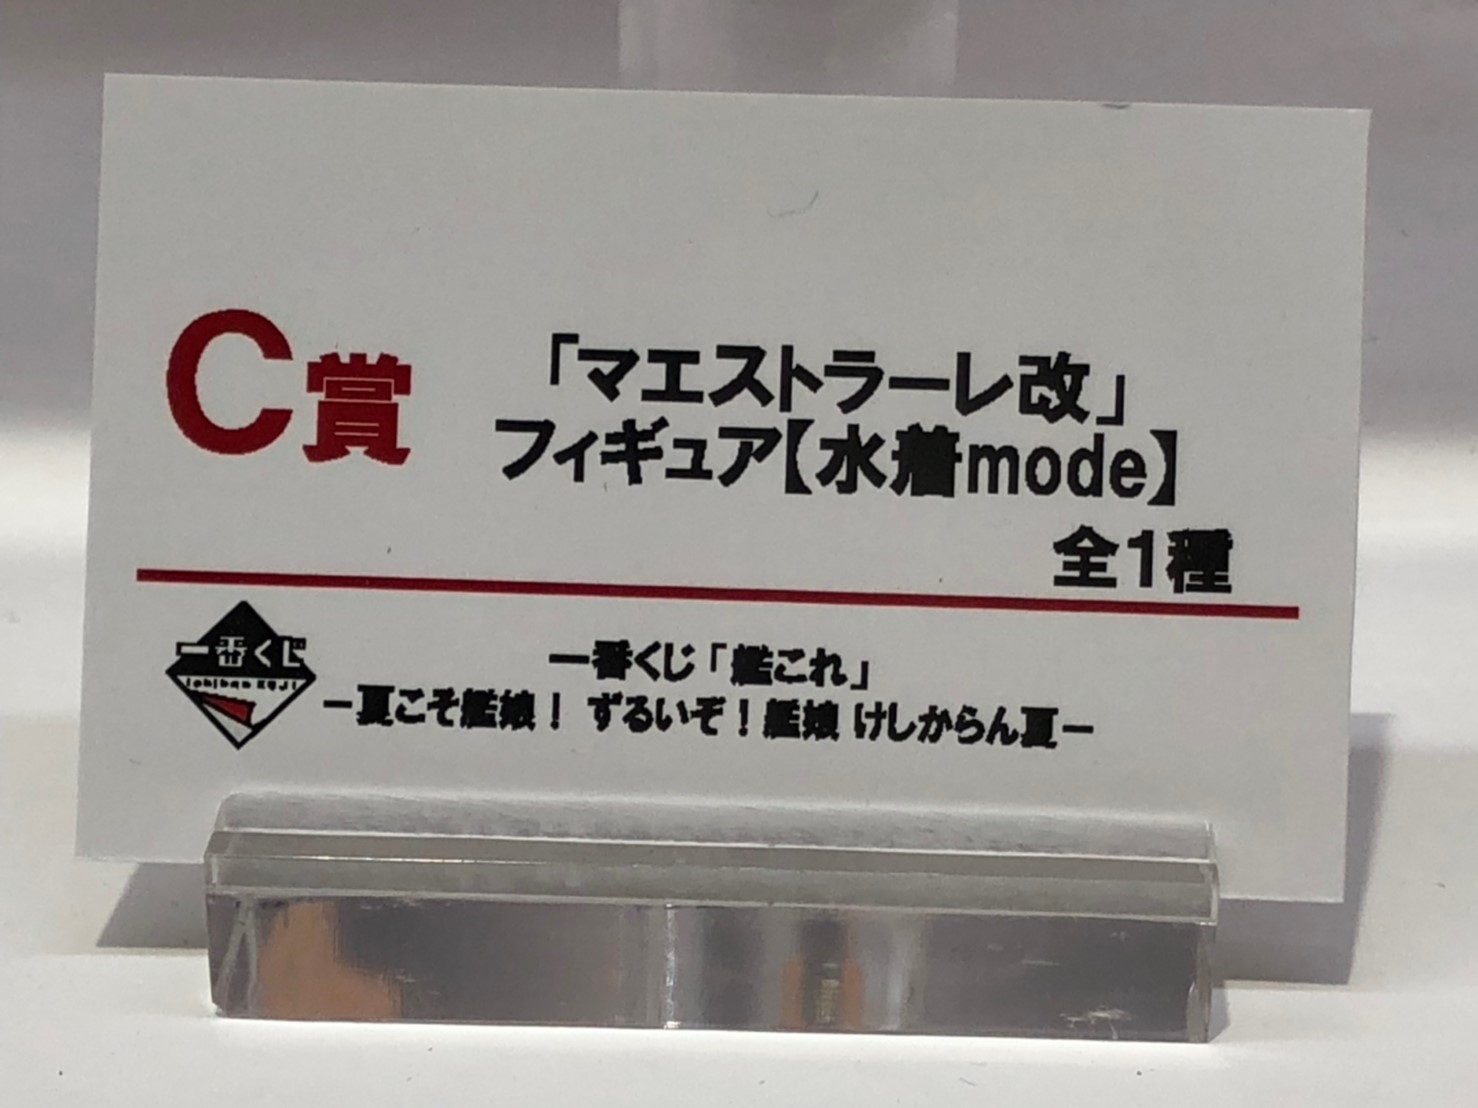 C賞
「マエストラーレ改」
フィギュア【水着mode】
全1種
一番くじ
Ichiban KUJI
一番くじ「艦これ」
－夏こそ艦娘！ ずるいぞ！艦娘 けしからん夏－